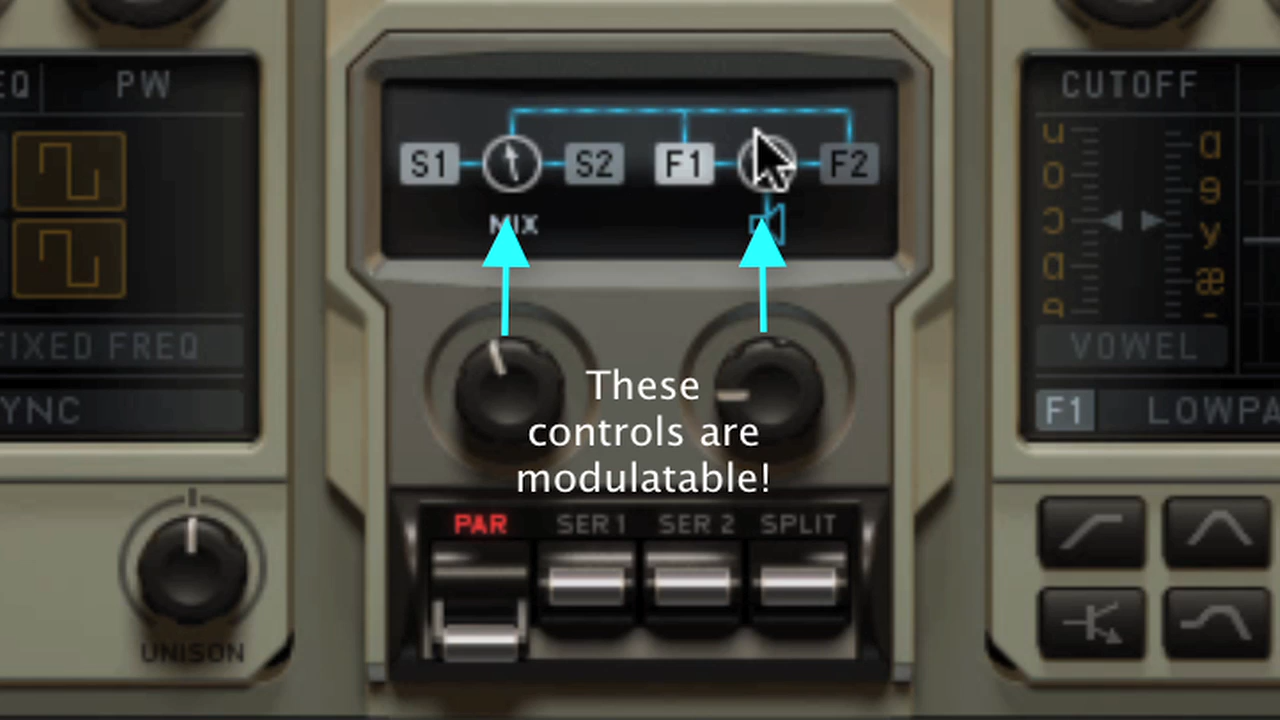 EQ PW
CUTOFF
S1 S2 F1 F2
MIX
FIXED FREQ
VOWEL
YNC
F1 LOWPA
These
controls are
modulatable!
PAR SER 1 SER 2 SPLIT
UNISON